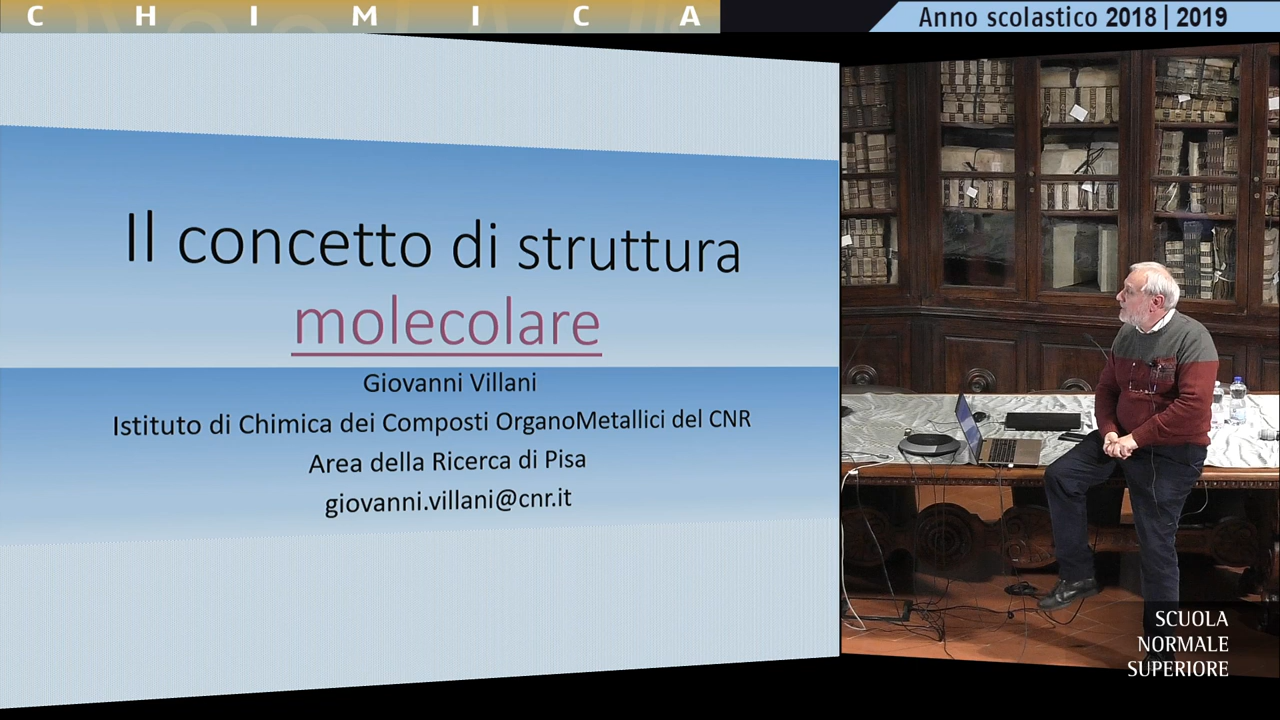 CHIMICA
Anno scolastico 2018 | 2019
Il concetto di struttura
molecolare
Giovanni Villani
Istituto di Chimica dei Composti OrganoMetallici del CNR
Area della Ricerca di Pisa
giovanni.villani@cnr.it
SCUOLA
NORMALE
SUPERIORE